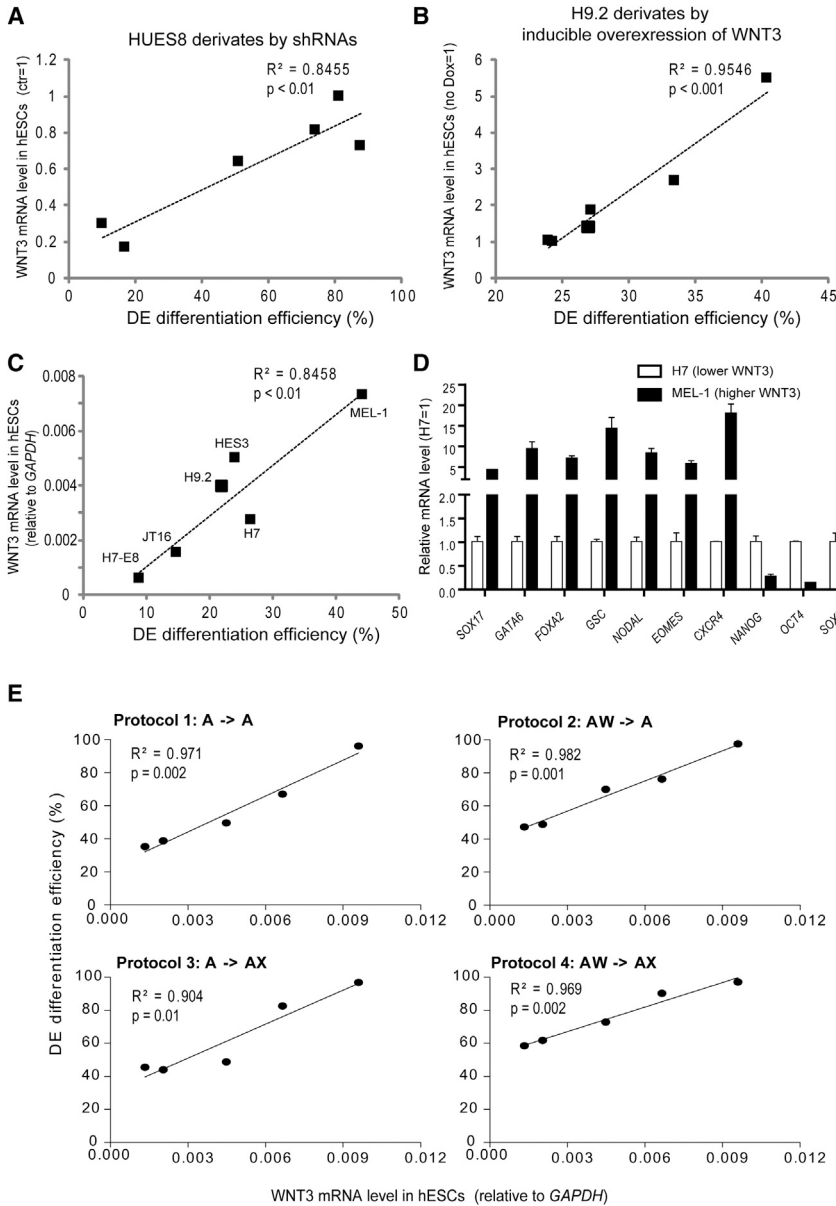 A
HUES8 derivates by shRNAs
WNT3 mRNA level in hESCs (ctr=1)
1.2
1
0.8
0.6
0.4
0.2
0
R² = 0.8455
p < 0.01
0 20 40 60 80 100
DE differentiation efficiency (%)
B
H9.2 derivates by
inducible overexression of WNT3
WNT3 mRNA level in hESCs (no Dox=1)
6
5
4
3
2
1
0
R² = 0.9546
p < 0.001
20 25 30 35 40 45
DE differentiation efficiency (%)
C
WNT3 mRNA level in hESCs
(relative to GAPDH)
0.008
0.006
0.004
0.002
0
R² = 0.8458
p < 0.01
MEL-1
HES3
H9.2
H7
JT16
H7-E8
0 10 20 30 40 50
DE differentiation efficiency (%)
D
H7 (lower WNT3)
MEL-1 (higher WNT3)
Relative mRNA level (H7=1)
25
20
15
10
5
2.0
1.5
1.0
0.5
0.0
SOX17 GATA6 FOXA2 GSC NODAL EOMES CXCR4 NANOG OCT4 SOX
E
Protocol 1: A -> A
R² = 0.971
p = 0.002
100
80
60
40
20
0
0.000 0.003 0.006 0.009 0.012
Protocol 2: AW -> A
R² = 0.982
p = 0.001
100
80
60
40
20
0
0.000 0.003 0.006 0.009 0.012
DE differentiation efficiency (%)
Protocol 3: A -> AX
R² = 0.904
p = 0.01
100
80
60
40
20
0
0.000 0.003 0.006 0.009 0.012
Protocol 4: AW -> AX
R² = 0.969
p = 0.002
100
80
60
40
20
0
0.000 0.003 0.006 0.009 0.012
WNT3 mRNA level in hESCs (relative to GAPDH)